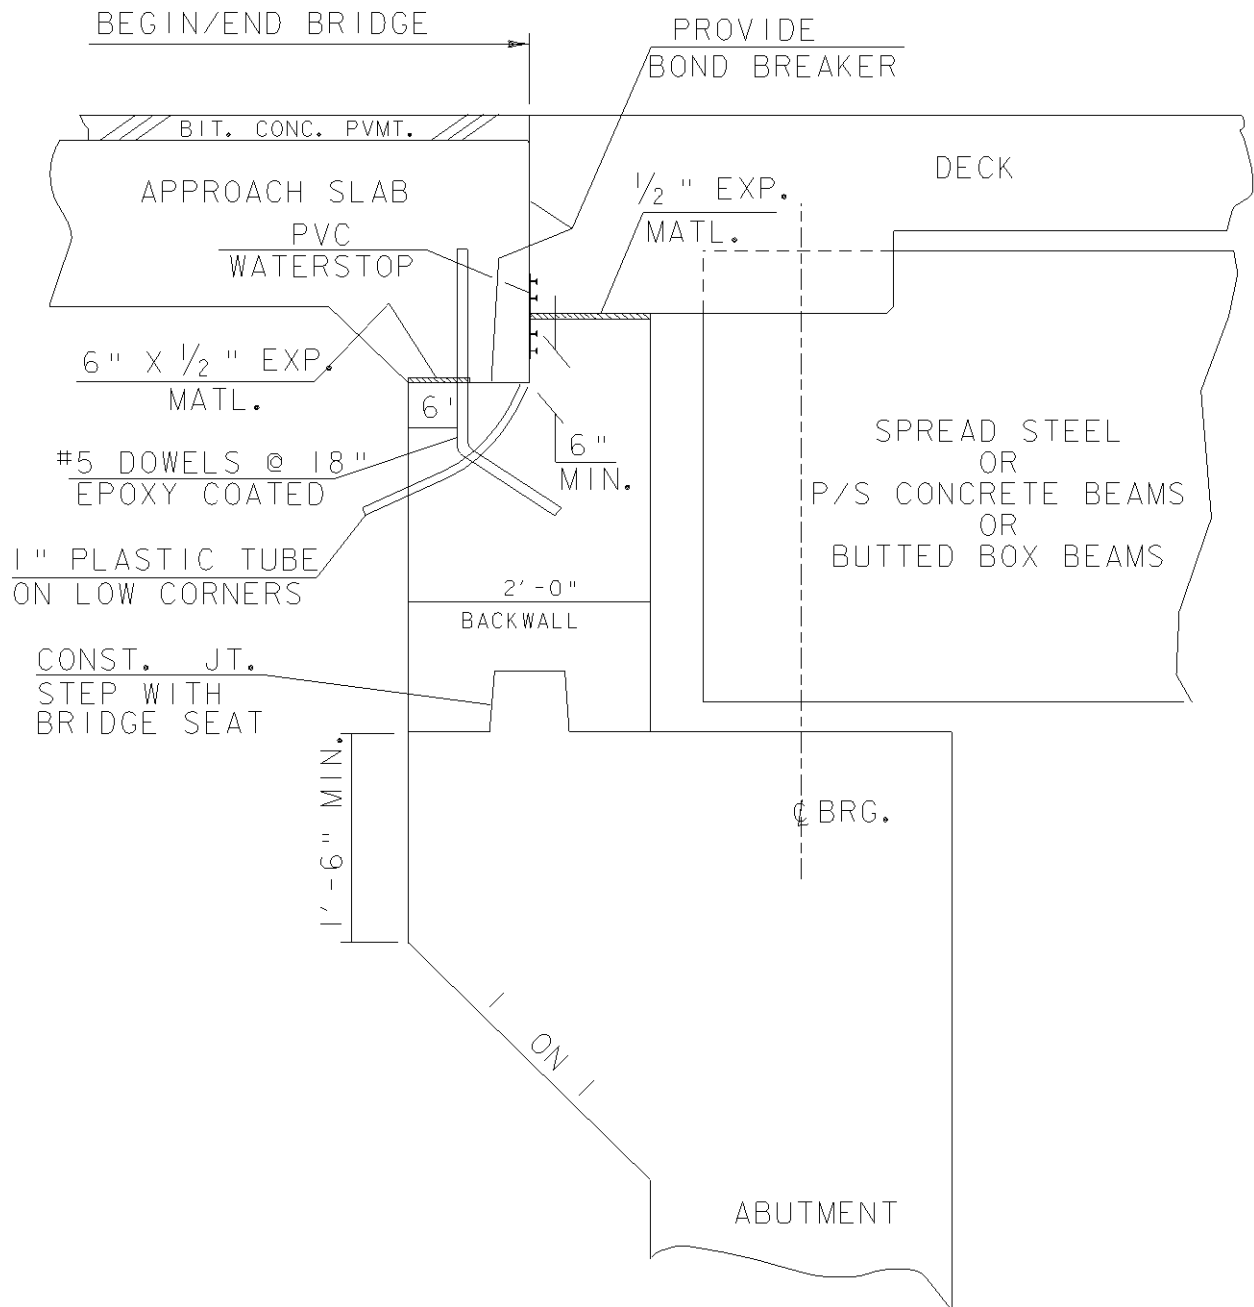 BEGIN/END BRIDGE
PROVIDE
BOND BREAKER
BIT. CONC. PVMT.
DECK
APPROACH SLAB
1/2 " EXP.
MATL.
PVC
WATERSTOP
6" X 1/2 " EXP.
MATL.
6'
#5 DOWELS @ 18"
EPOXY COATED
6"
MIN.
SPREAD STEEL
OR
P/S CONCRETE BEAMS
OR
BUTTED BOX BEAMS
1" PLASTIC TUBE
ON LOW CORNERS
2'-0"
BACKWALL
CONST. JT.
STEP WITH
BRIDGE SEAT
1'-6" MIN.
℄ BRG.
1 ON 1
ABUTMENT